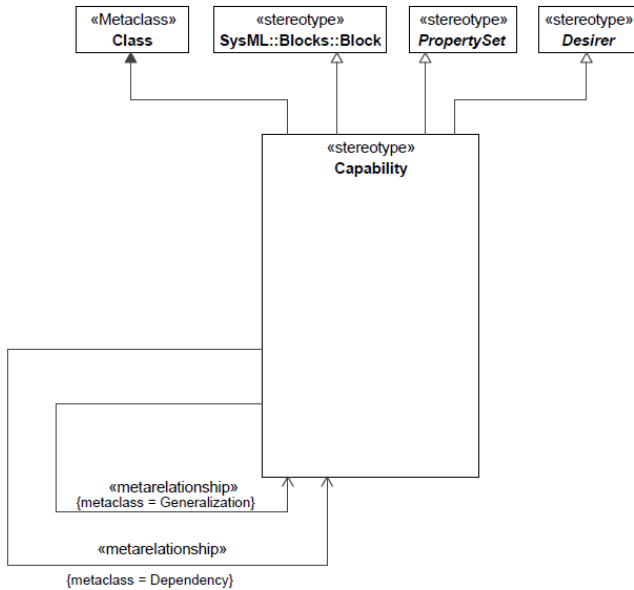 «Metaclass»
Class
«stereotype»
SysML::Blocks::Block
«stereotype»
PropertySet
«stereotype»
Desirer
«stereotype»
Capability
«metarelationship»
{metaclass = Generalization}
«metarelationship»
{metaclass = Dependency}